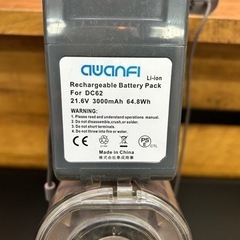 awanfi
Li-ion
Rechargeable Battery Pack
For DC62
21.6V 3000mAh 64.8Wh
WARNING:
1. Please read and understand operations manual.
2. Do not disassemble,crush,or solder.
3. Do not short terminals.
4. Do not throw into fire or water.
CE
PS
E
Made in China